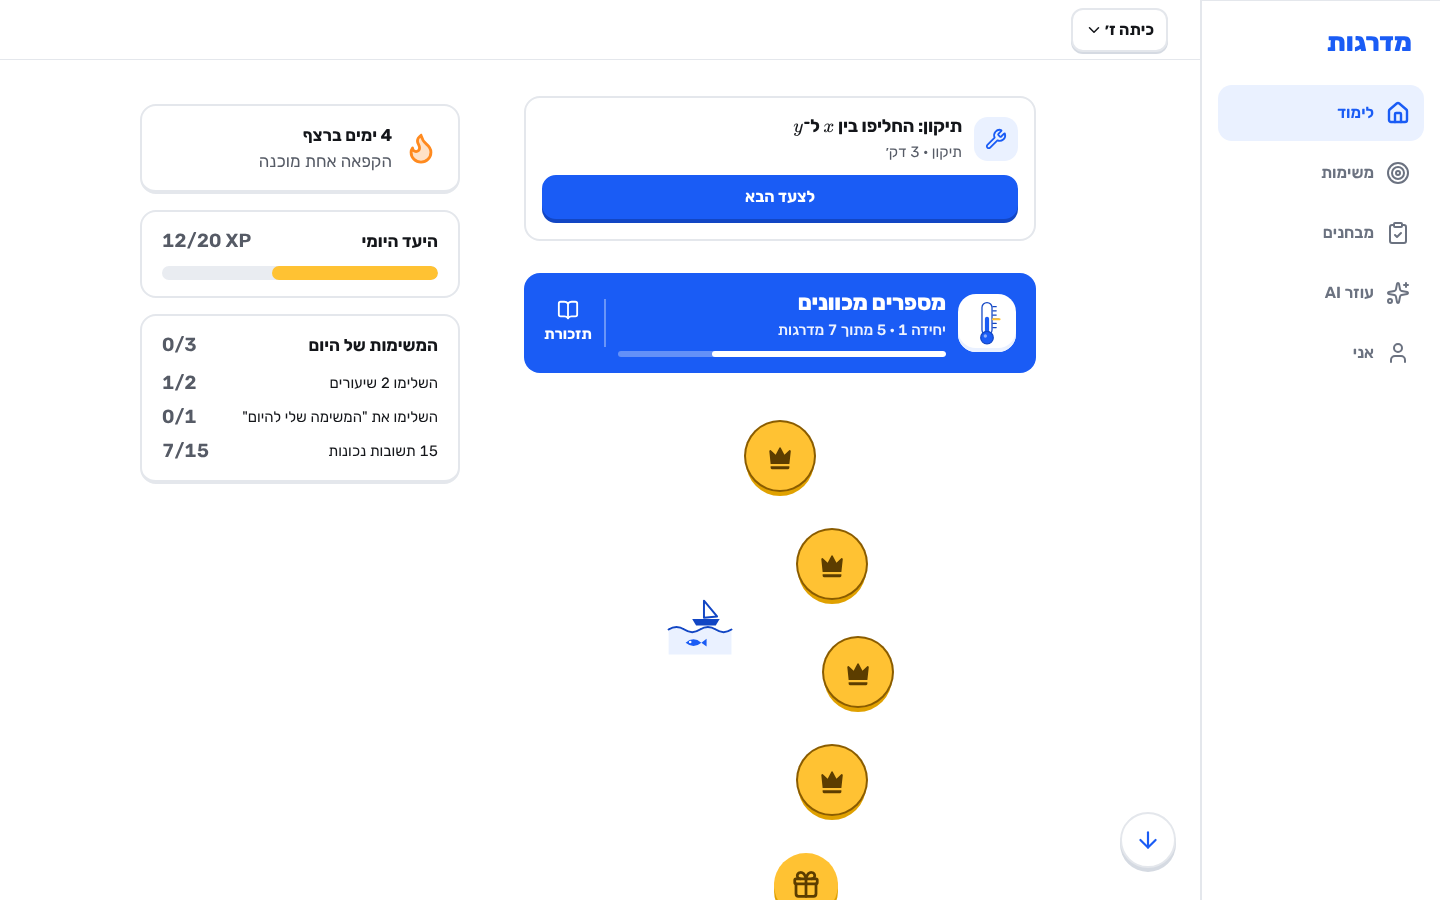 מדרגות
לימוד
משימות
מבחנים
עוזר AI
אני
כיתה ז׳
תיקון: החליפו בין x ל־y
תיקון • 3 דק׳
לצעד הבא
מספרים מכוונים
יחידה 1 • 5 מתוך 7 מדרגות
תזכורת
4 ימים ברצף
הקפאה אחת מוכנה
היעד היומי
12/20 XP
המשימות של היום
0/3
השלימו 2 שיעורים
1/2
השלימו את "המשימה שלי להיום"
0/1
15 תשובות נכונות
7/15